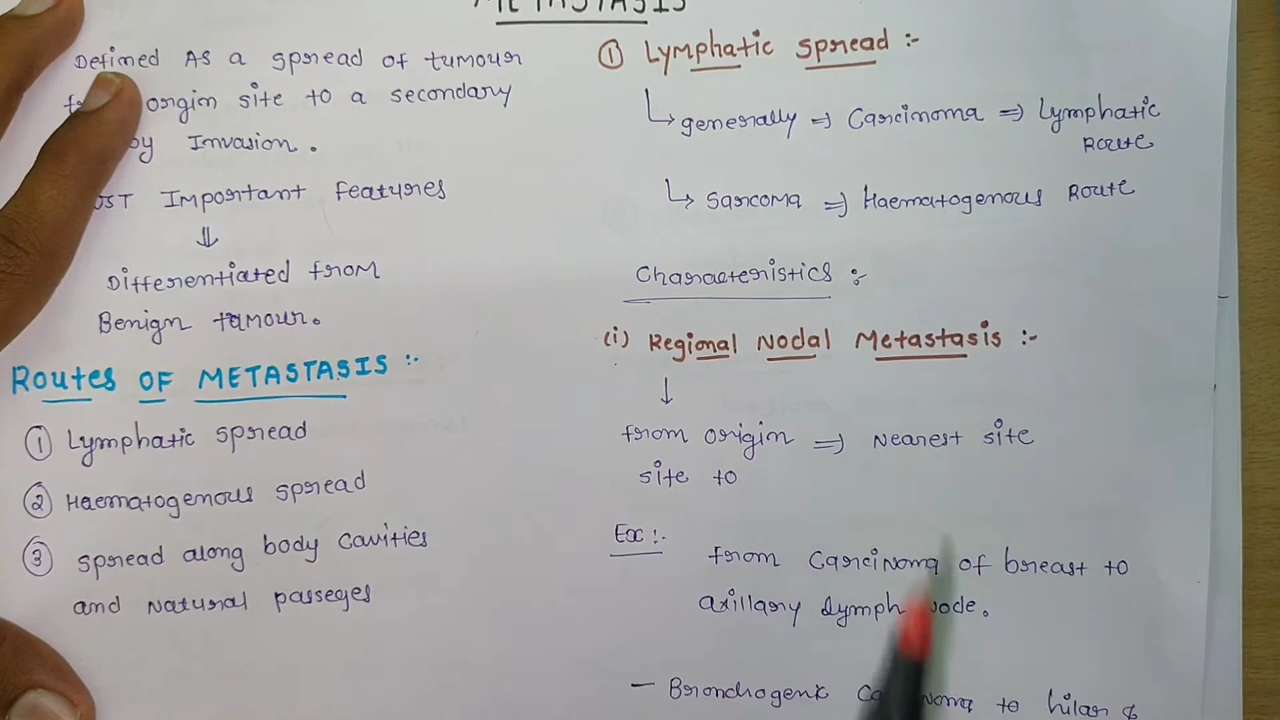 METASTASIS
Defined As a spread of tumour
origin site to a secondary
by Invasion.
Important features
⇓
Differentiated from
Benign tumour.
Routes OF METASTASIS :-
① Lymphatic spread
② Haematogenous spread
③ spread along body cavities
and Natural passeges
① Lymphatic spread :-
↳ generally ⇒ Carcinoma ⇒ Lymphatic
Route
↳ Sarcoma ⇒ Haematogenous Route
Characteristics :-
(i) Regional Nodal Metastasis :-
↓
from origin ⇒ Nearest site
site to
Ex :-
from Carcinoma of breast to
axillary lymph node.
— Bronchogenic Carcinoma to hilar &